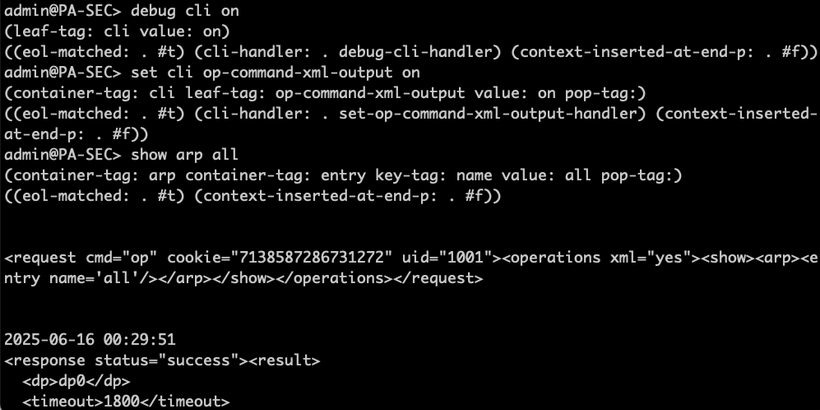 admin@PA-SEC> debug cli on
(leaf-tag: cli value: on)
((eol-matched: . #t) (cli-handler: . debug-cli-handler) (context-inserted-at-end-p: . #f))
admin@PA-SEC> set cli op-command-xml-output on
(container-tag: cli leaf-tag: op-command-xml-output value: on pop-tag:)
((eol-matched: . #t) (cli-handler: . set-op-command-xml-output-handler) (context-inserted-
at-end-p: . #f))
admin@PA-SEC> show arp all
(container-tag: arp container-tag: entry key-tag: name value: all pop-tag:)
((eol-matched: . #t) (context-inserted-at-end-p: . #f))
<request cmd="op" cookie="7138587286731272" uid="1001"><operations xml="yes"><show><arp><e
ntry name='all'/></arp></show></operations></request>
2025-06-16 00:29:51
<response status="success"><result>
  <dp>dp0</dp>
  <timeout>1800</timeout>